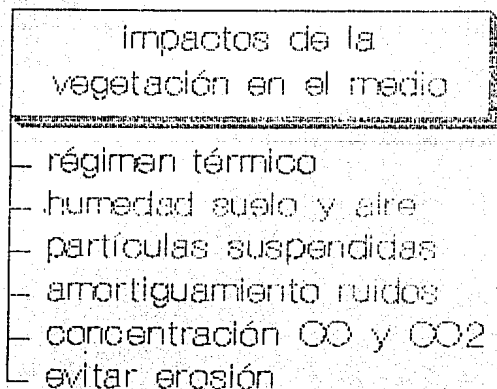 impactos de la
vegetación en el medio
régimen térmico
humedad suelo y aire
partículas suspendidas
amortiguamiento ruidos
concentración CO y CO2
evitar erosión